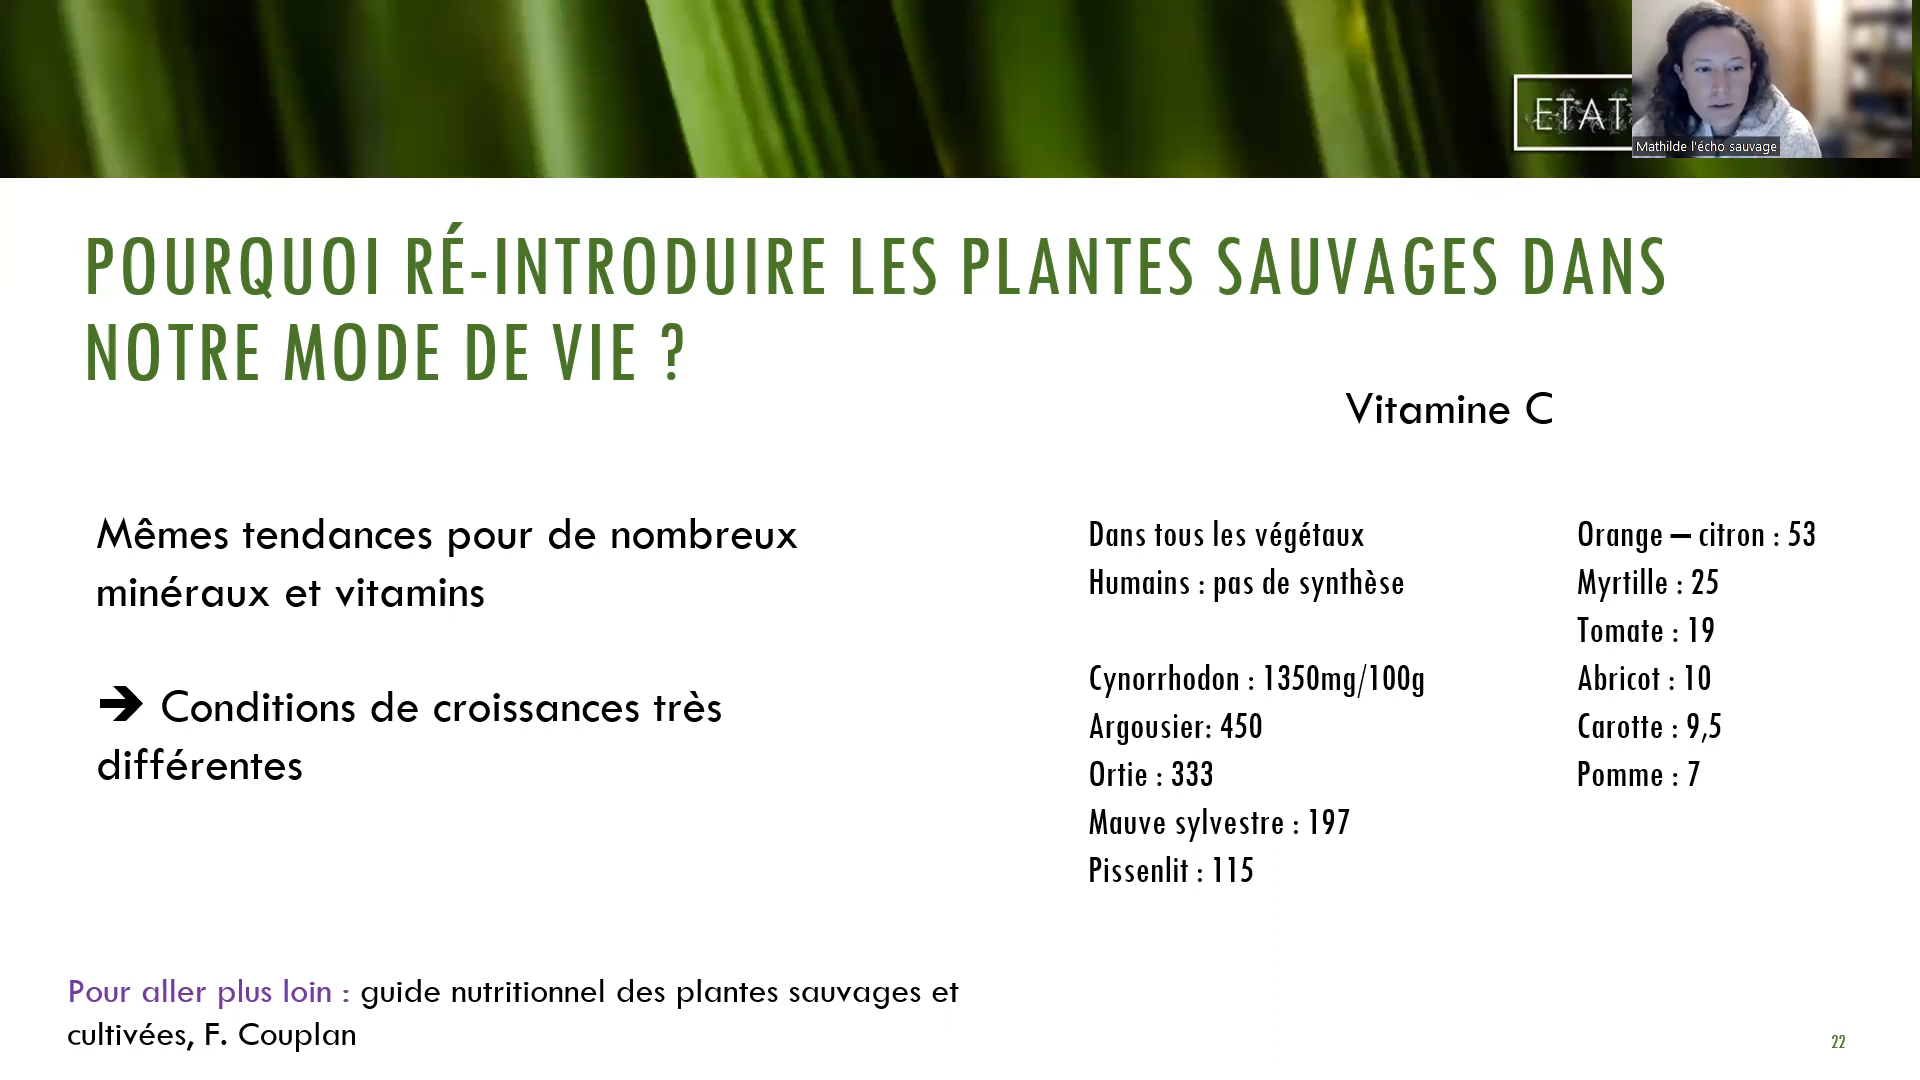 ETAT
Mathilde l'écho sauvage
POURQUOI RÉ-INTRODUIRE LES PLANTES SAUVAGES DANS
NOTRE MODE DE VIE ?
Vitamine C
Mêmes tendances pour de nombreux
minéraux et vitamins
➔ Conditions de croissances très
différentes
Dans tous les végétaux
Humains : pas de synthèse
Cynorrhodon : 1350mg/100g
Argousier: 450
Ortie : 333
Mauve sylvestre : 197
Pissenlit : 115
Orange – citron : 53
Myrtille : 25
Tomate : 19
Abricot : 10
Carotte : 9,5
Pomme : 7
Pour aller plus loin : guide nutritionnel des plantes sauvages et
cultivées, F. Couplan
22